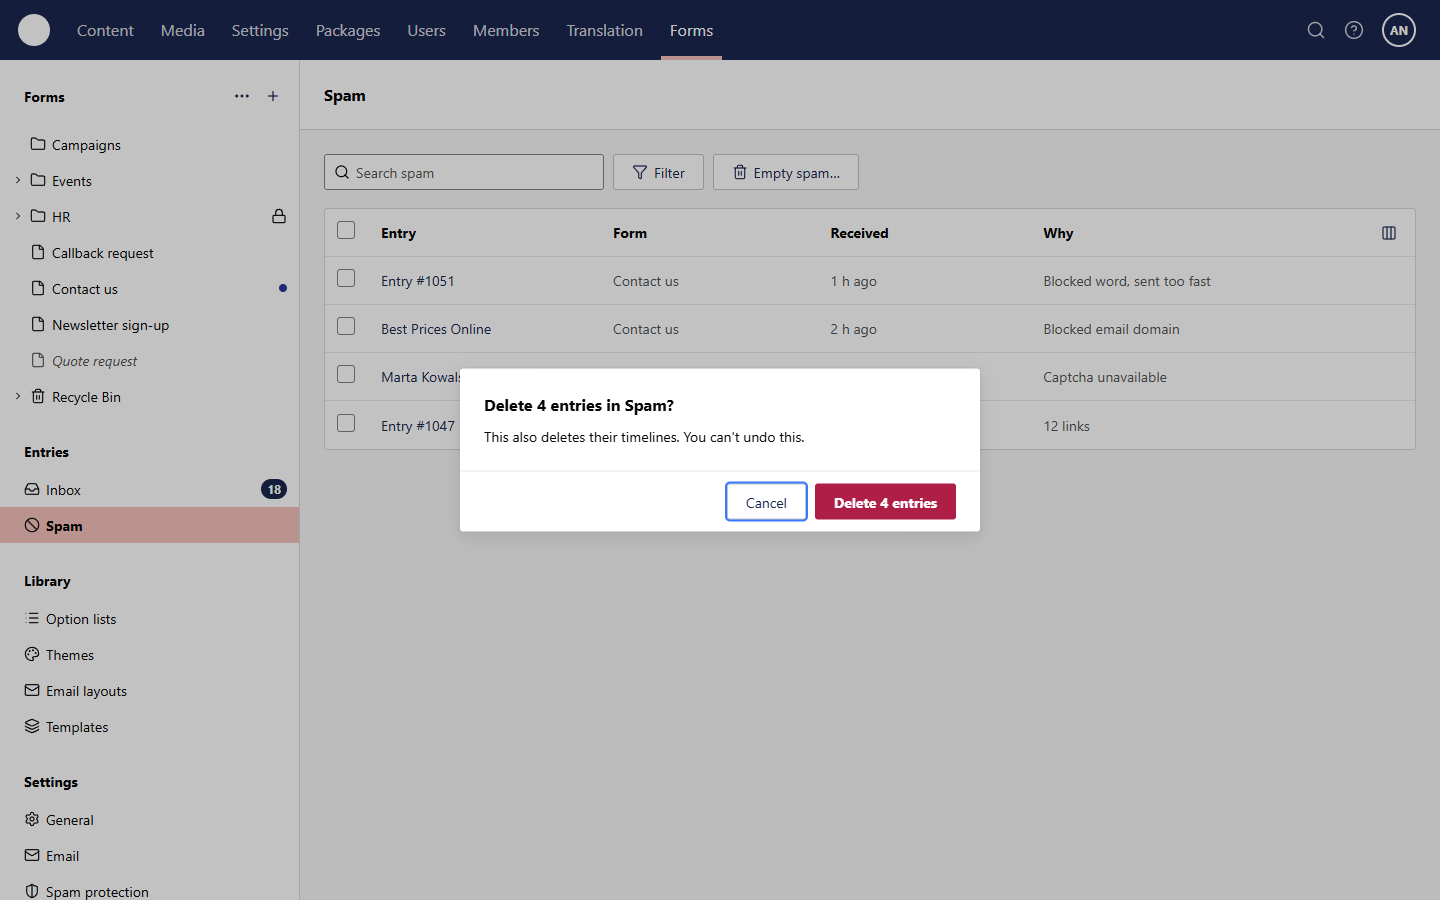 Content Media Settings Packages Users Members Translation Forms AN
Forms
Campaigns
Events
HR
Callback request
Contact us
Newsletter sign-up
Quote request
Recycle Bin
Entries
Inbox 18
Spam
Library
Option lists
Themes
Email layouts
Templates
Settings
General
Email
Spam protection
Spam
Search spam Filter Empty spam...
Entry Form Received Why
Entry #1051 Contact us 1 h ago Blocked word, sent too fast
Best Prices Online Contact us 2 h ago Blocked email domain
Marta Captcha unavailable
Entry #1047 12 links
Delete 4 entries in Spam?
This also deletes their timelines. You can't undo this.
Cancel Delete 4 entries